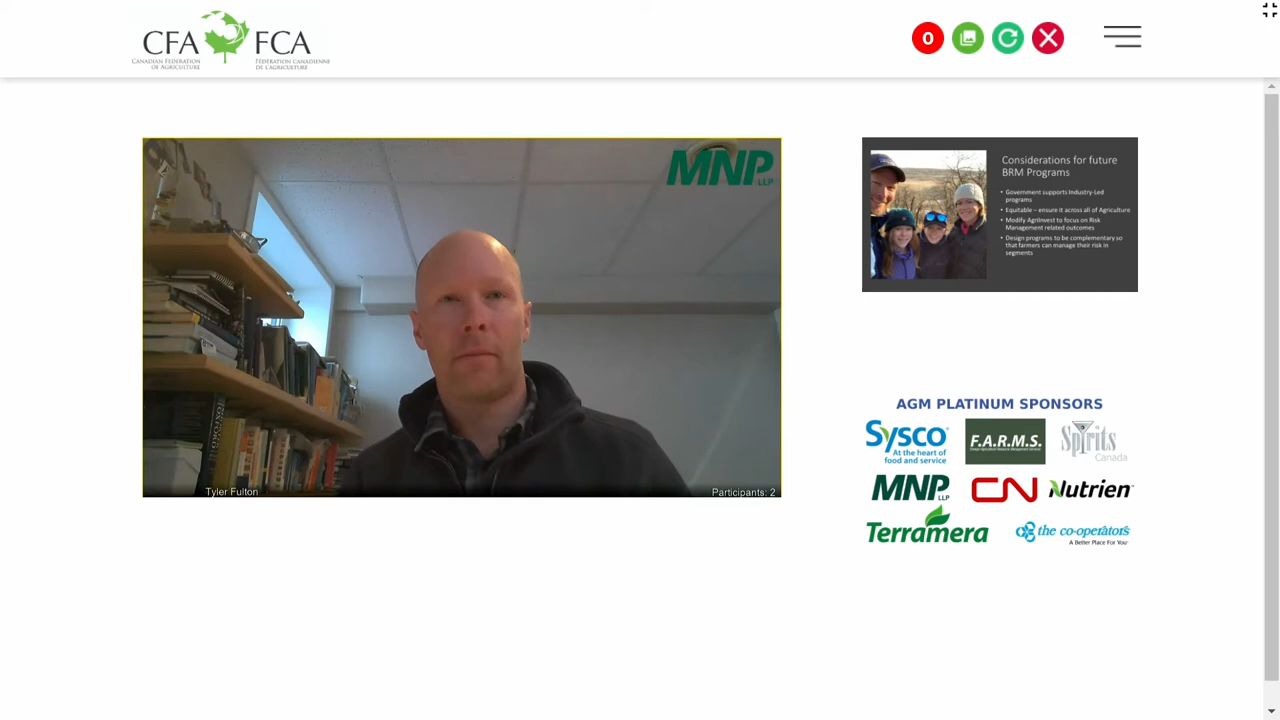 CFA FCA
CANADIAN FEDERATION
OF AGRICULTURE
FÉDÉRATION CANADIENNE
DE L'AGRICULTURE
0
MNP
LLP
Tyler Fulton
Participants: 2
Considerations for future
BRM Programs
• Government supports Industry-Led
programs
• Equitable – ensure it across all of Agriculture
• Modify AgriInvest to focus on Risk
Management related outcomes
• Design programs to be complementary so
that farmers can manage their risk in
segments
AGM PLATINUM SPONSORS
Sysco
At the heart of
food and service
F.A.R.M.S.
Spirits
Canada
MNP
LLP
CN
Nutrien™
Terramera
the co-operators
A Better Place For You™